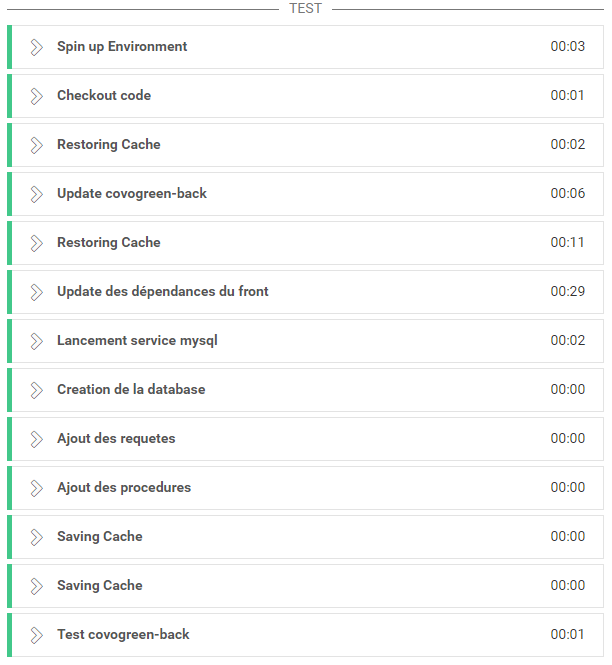 TEST
Spin up Environment 00:03
Checkout code 00:01
Restoring Cache 00:02
Update covogreen-back 00:06
Restoring Cache 00:11
Update des dépendances du front 00:29
Lancement service mysql 00:02
Creation de la database 00:00
Ajout des requetes 00:00
Ajout des procedures 00:00
Saving Cache 00:00
Saving Cache 00:00
Test covogreen-back 00:01